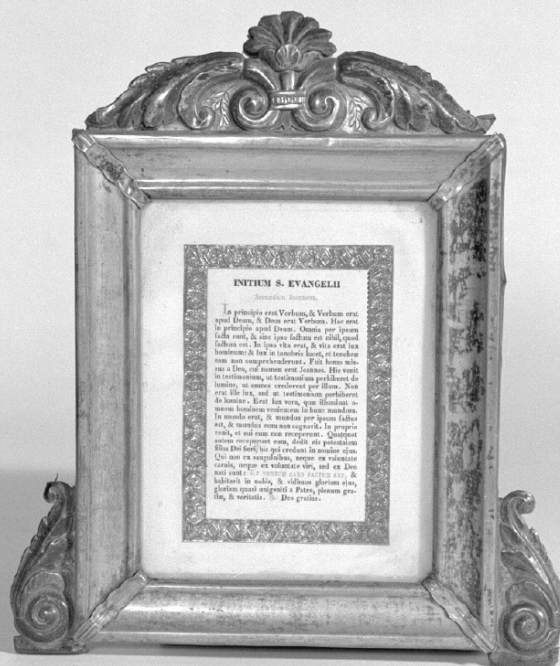 INITIUM S. EVANGELII
Secundum Joannem,
In principio erat Verbum, & Verbum erat
apud Deum, & Deus erat Verbum. Hoc erat
in principio apud Deum. Omnia per ipsum
facta sunt, & sine ipso factum est nihil, quod
factum est. In ipso vita erat, & vita erat lux
hominum: & lux in tenebris lucet, et tenebræ
eam non comprehenderunt. Fuit homo mis-
sus a Deo, cui nomen erat Joannes. Hic venit
in testimonium, ut testimonium perhiberet de
lumine, ut omnes crederent per illum. Non
erat ille lux, sed ut testimonium perhiberet
de lumine. Erat lux vera, quæ illuminat o-
mnem hominem venientem in hunc mundum.
In mundo erat, & mundus per ipsum factus
est, & mundus eum non cognovit. In propria
venit, et sui eum non receperunt. Quotquot
autem receperunt eum, dedit eis potestatem
filios Dei fieri, his qui credunt in nomine ejus.
Qui non ex sanguinibus, neque ex voluntate
carnis, neque ex voluntate viri, sed ex Deo
nati sunt: ET VERBUM CARO FACTUM EST, &
habitavit in nobis, & vidimus gloriam ejus,
gloriam quasi unigeniti a Patre, plenum gra-
tiæ, & veritatis. ℟. Deo gratias.